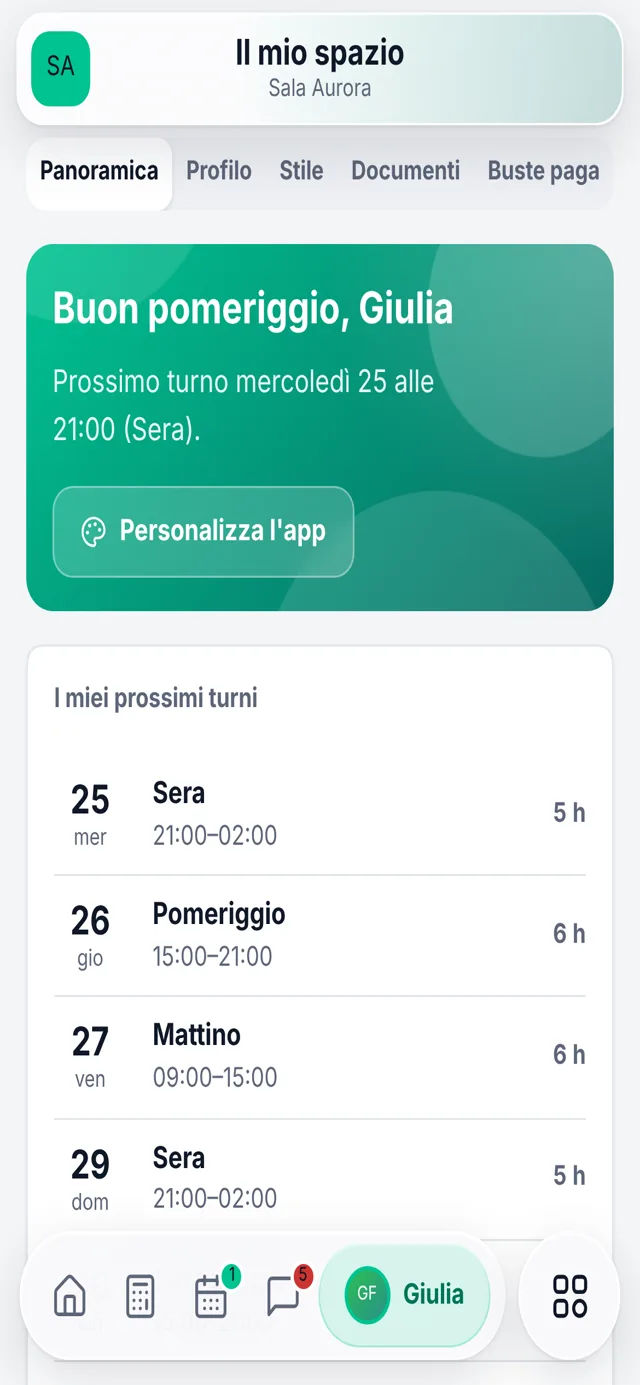 SA
Il mio spazio
Sala Aurora
Panoramica Profilo Stile Documenti Buste paga
Buon pomeriggio, Giulia
Prossimo turno mercoledì 25 alle
21:00 (Sera).
Personalizza l'app
I miei prossimi turni
25 Sera 5 h
mer 21:00–02:00
26 Pomeriggio 6 h
gio 15:00–21:00
27 Mattino 6 h
ven 09:00–15:00
29 Sera 5 h
dom 21:00–02:00
1 5
GF Giulia